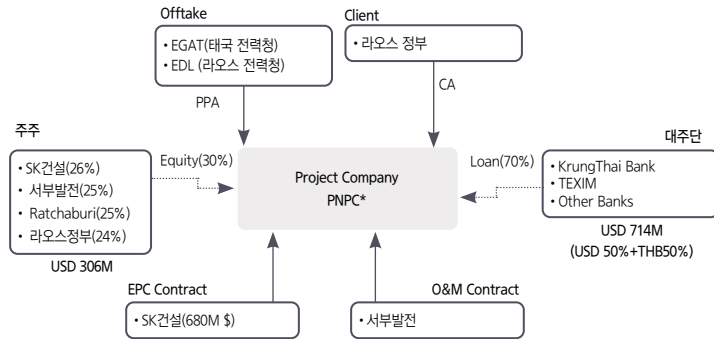 Offtake
• EGAT(태국 전력청)
• EDL (라오스 전력청)
PPA
Client
• 라오스 정부
CA
주주
• SK건설(26%)
• 서부발전(25%)
• Ratchaburi(25%)
• 라오스정부(24%)
USD 306M
Equity(30%)
Project Company
PNPC*
Loan(70%)
대주단
• KrungThai Bank
• TEXIM
• Other Banks
USD 714M
(USD 50%+THB50%)
EPC Contract
• SK건설(680M $)
O&M Contract
• 서부발전